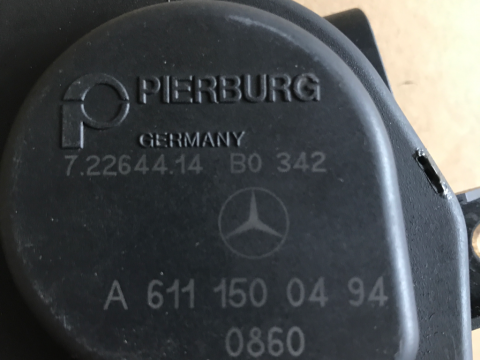 PIERBURG
GERMANY
7.22644.14 B0 342
A 611 150 04 94
0860